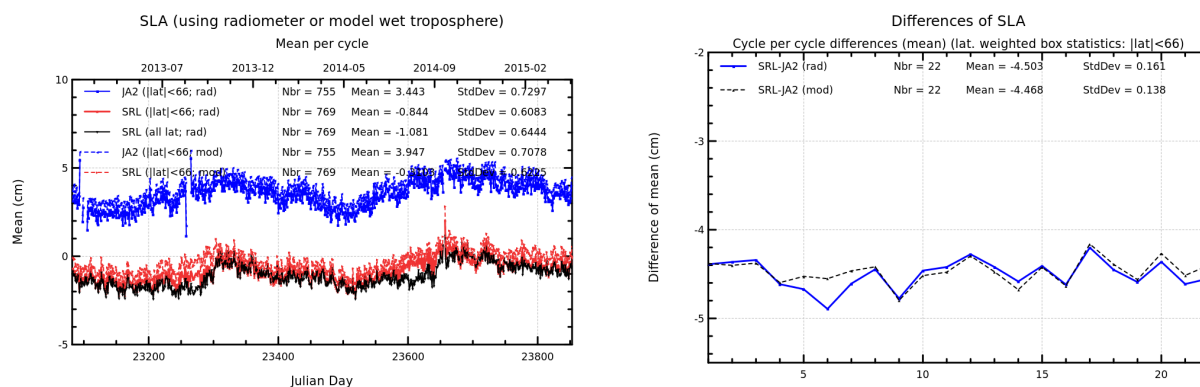 SLA (using radiometer or model wet troposphere)
Mean per cycle
2013-07 2013-12 2014-05 2014-09 2015-02
10
5
0
-5
Mean (cm)
JA2 (|lat|<66; rad) Nbr = 755 Mean = 3.443 StdDev = 0.7297
SRL (|lat|<66; rad) Nbr = 769 Mean = -0.844 StdDev = 0.6083
SRL (all lat; rad) Nbr = 769 Mean = -1.081 StdDev = 0.6444
JA2 (|lat|<66; mod) Nbr = 755 Mean = 3.947 StdDev = 0.7078
SRL (|lat|<66; mod) Nbr = 769 Mean StdDev
23200 23400 23600 23800
Julian Day
Differences of SLA
Cycle per cycle differences (mean) (lat. weighted box statistics: |lat|<66)
-2
-3
-4
-5
Difference of mean (cm)
SRL-JA2 (rad) Nbr = 22 Mean = -4.503 StdDev = 0.161
SRL-JA2 (mod) Nbr = 22 Mean = -4.468 StdDev = 0.138
5 10 15 20